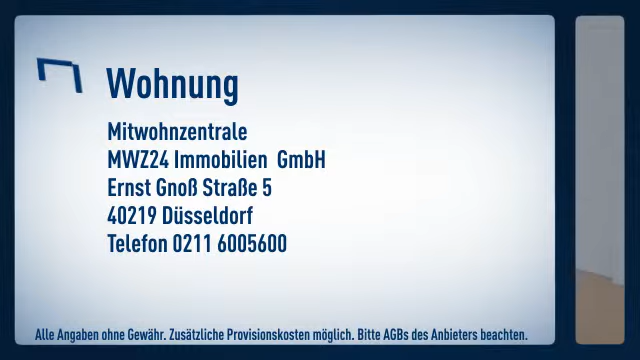 Wohnung
Mitwohnzentrale
MWZ24 Immobilien GmbH
Ernst Gnoß Straße 5
40219 Düsseldorf
Telefon 0211 6005600
Alle Angaben ohne Gewähr. Zusätzliche Provisionskosten möglich. Bitte AGBs des Anbieters beachten.